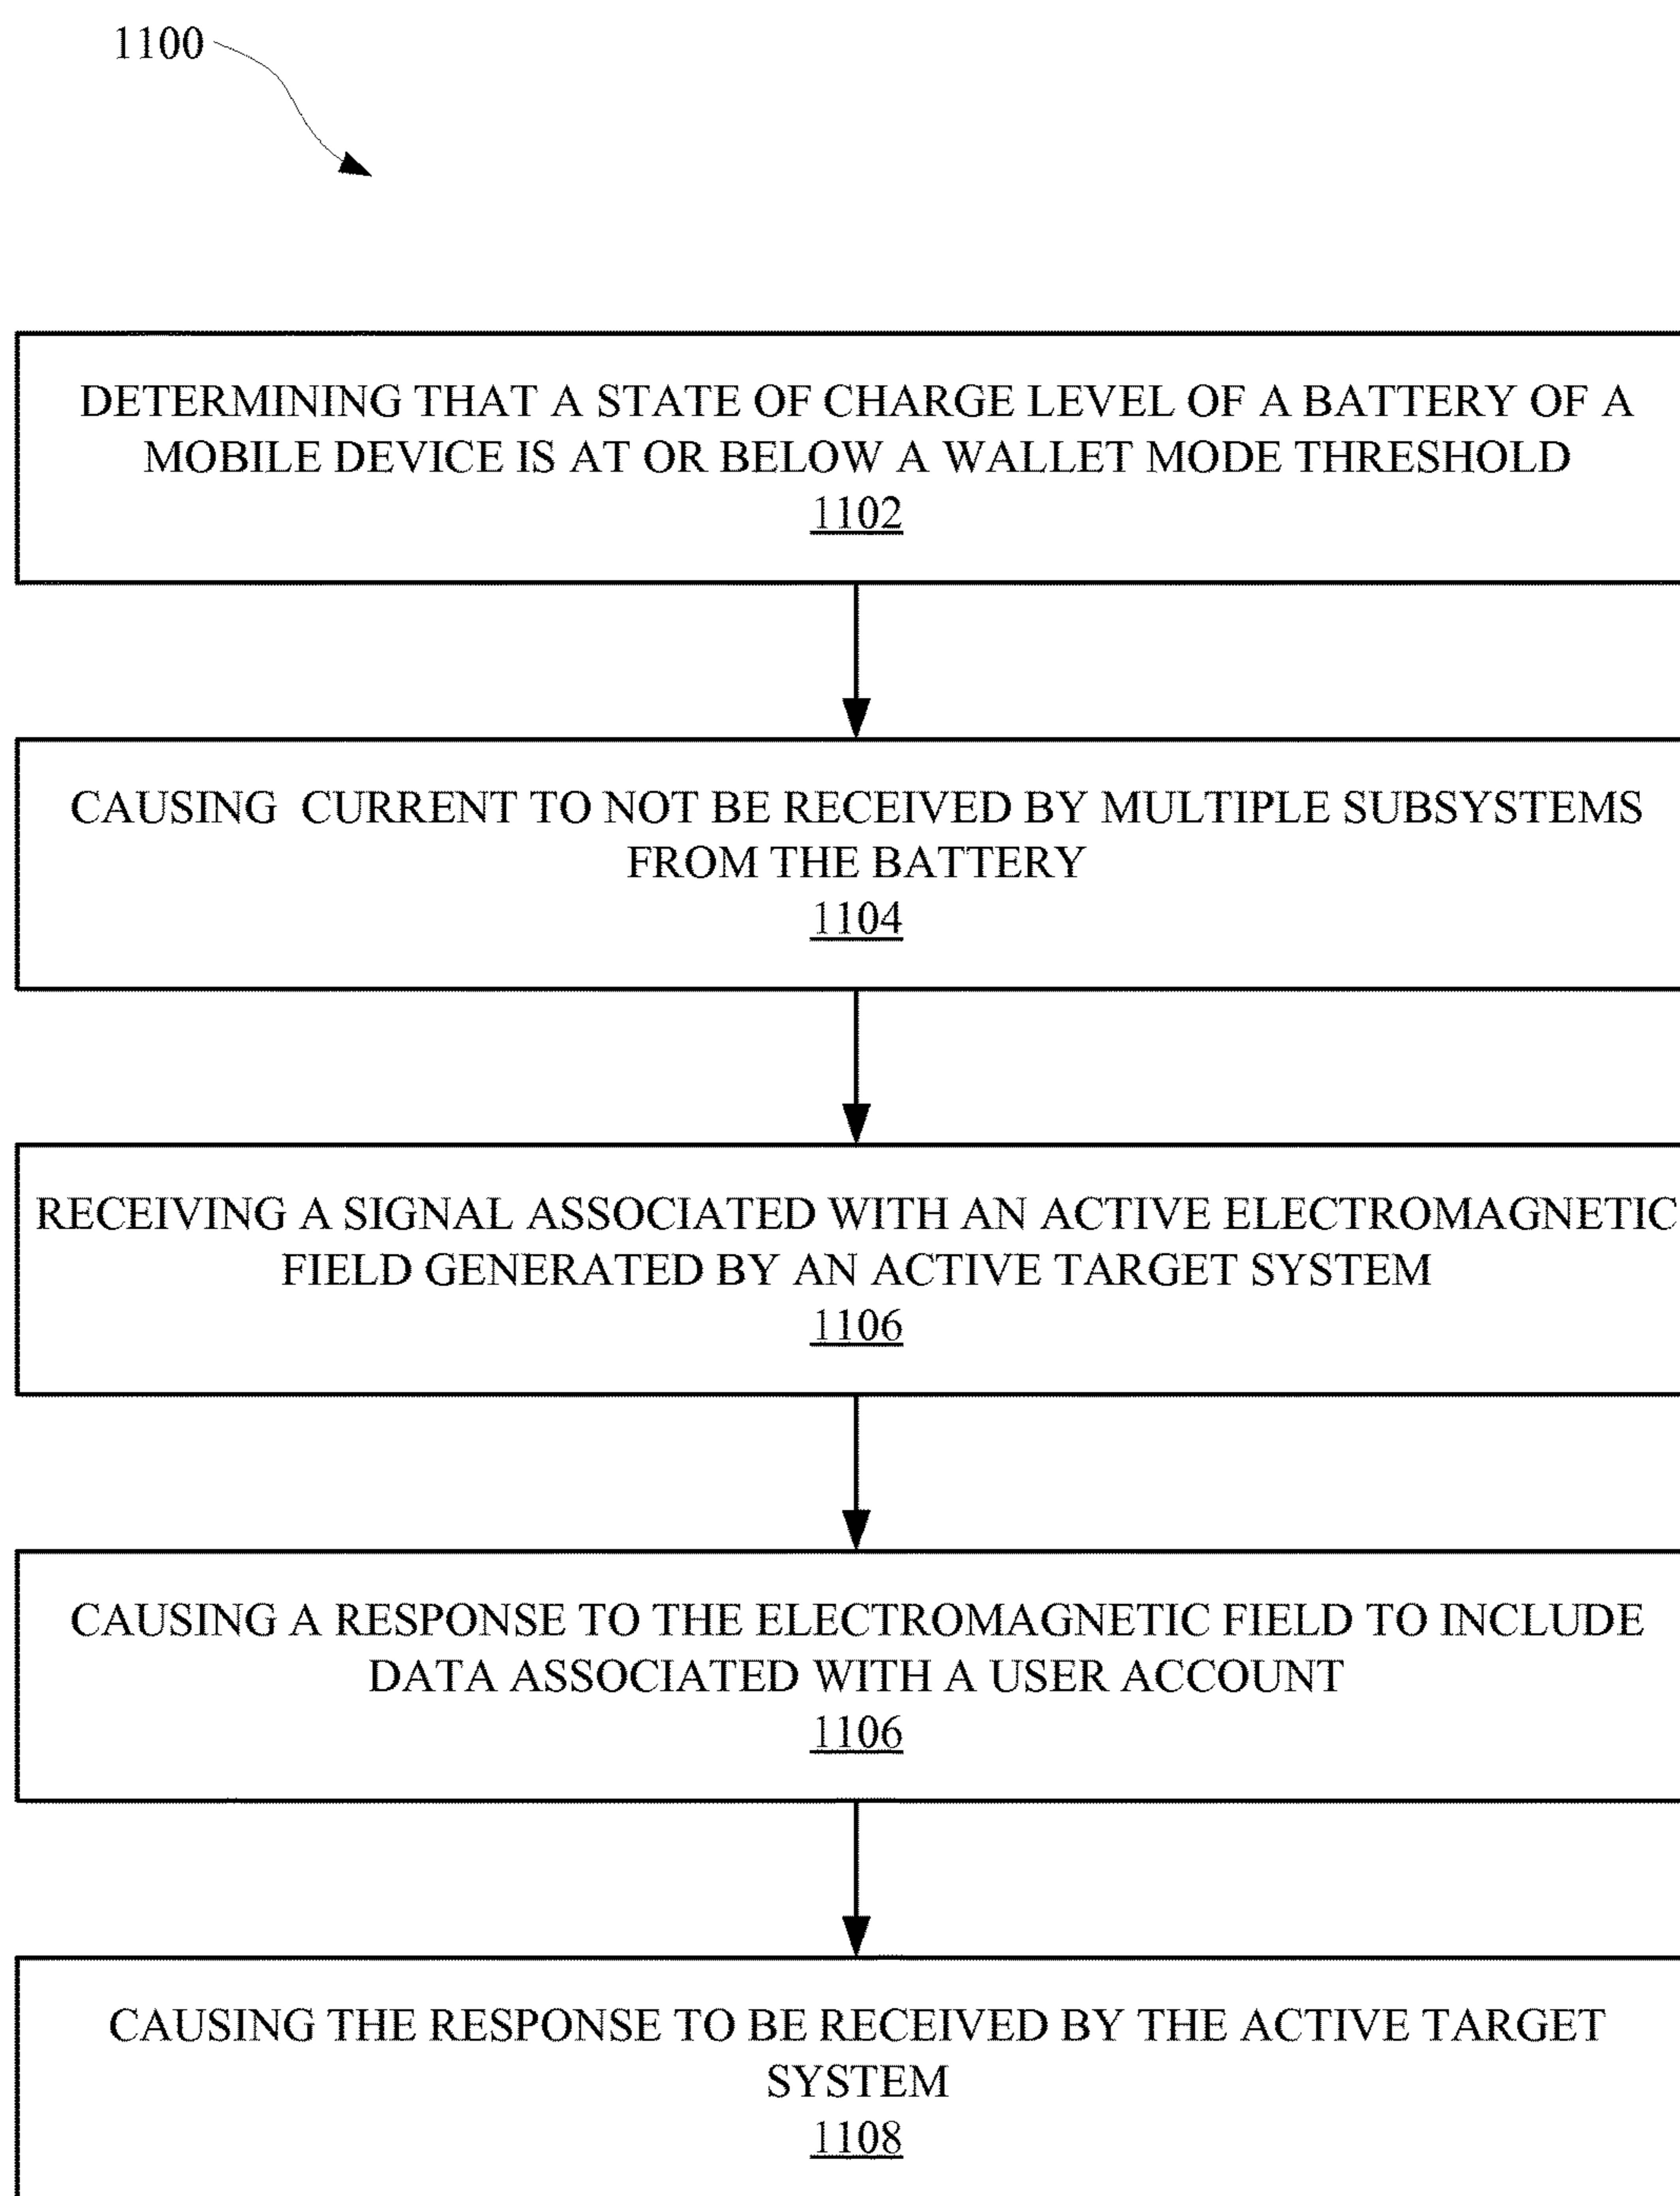 1100
DETERMINING THAT A STATE OF CHARGE LEVEL OF A BATTERY OF A
MOBILE DEVICE IS AT OR BELOW A WALLET MODE THRESHOLD
1102
CAUSING CURRENT TO NOT BE RECEIVED BY MULTIPLE SUBSYSTEMS
FROM THE BATTERY
1104
RECEIVING A SIGNAL ASSOCIATED WITH AN ACTIVE ELECTROMAGNETIC
FIELD GENERATED BY AN ACTIVE TARGET SYSTEM
1106
CAUSING A RESPONSE TO THE ELECTROMAGNETIC FIELD TO INCLUDE
DATA ASSOCIATED WITH A USER ACCOUNT
1106
CAUSING THE RESPONSE TO BE RECEIVED BY THE ACTIVE TARGET
SYSTEM
1108